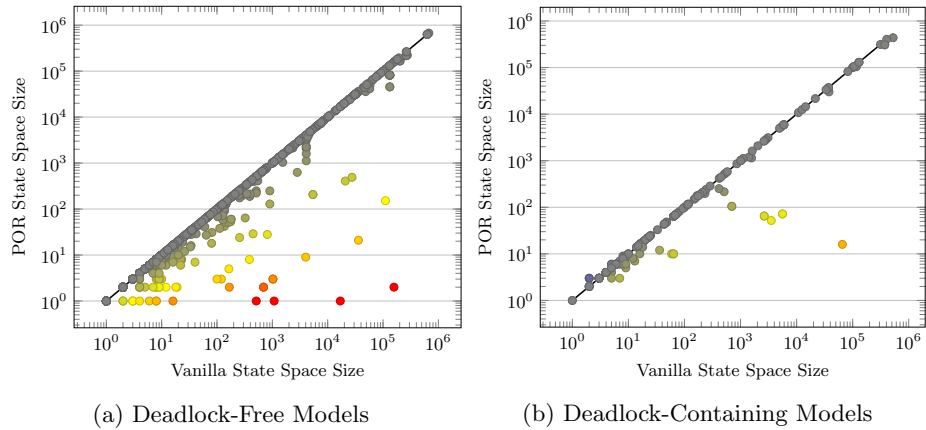 10^6
10^5
10^4
10^3
10^2
10^1
10^0
POR State Space Size
10^0 10^1 10^2 10^3 10^4 10^5 10^6
Vanilla State Space Size
(a) Deadlock-Free Models
10^6
10^5
10^4
10^3
10^2
10^1
10^0
POR State Space Size
10^0 10^1 10^2 10^3 10^4 10^5 10^6
Vanilla State Space Size
(b) Deadlock-Containing Models